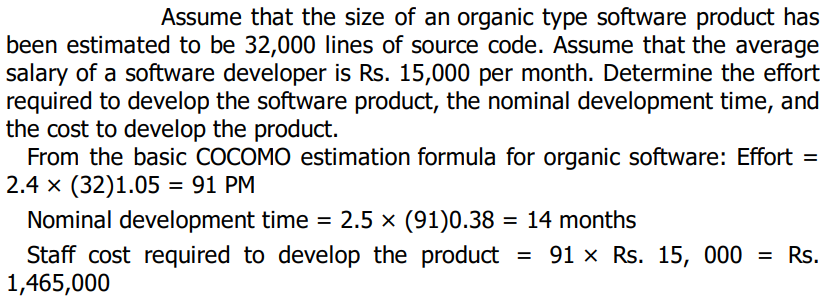 Assume that the size of an organic type software product has
been estimated to be 32,000 lines of source code. Assume that the average
salary of a software developer is Rs. 15,000 per month. Determine the effort
required to develop the software product, the nominal development time, and
the cost to develop the product.
From the basic COCOMO estimation formula for organic software: Effort =
2.4 × (32)1.05 = 91 PM
Nominal development time = 2.5 × (91)0.38 = 14 months
Staff cost required to develop the product = 91 × Rs. 15, 000 = Rs.
1,465,000